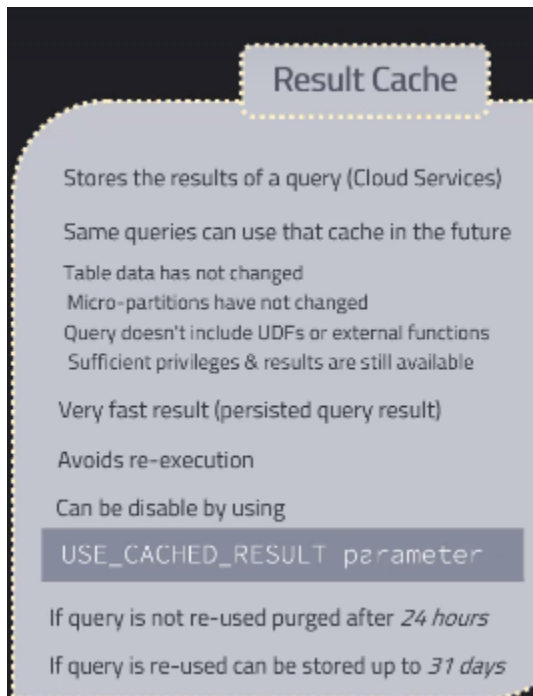 Result Cache
Stores the results of a query (Cloud Services)
Same queries can use that cache in the future
Table data has not changed
Micro-partitions have not changed
Query doesn't include UDFs or external functions
Sufficient privileges & results are still available
Very fast result (persisted query result)
Avoids re-execution
Can be disable by using
USE_CACHED_RESULT parameter
If query is not re-used purged after 24 hours
If query is re-used can be stored up to 31 days